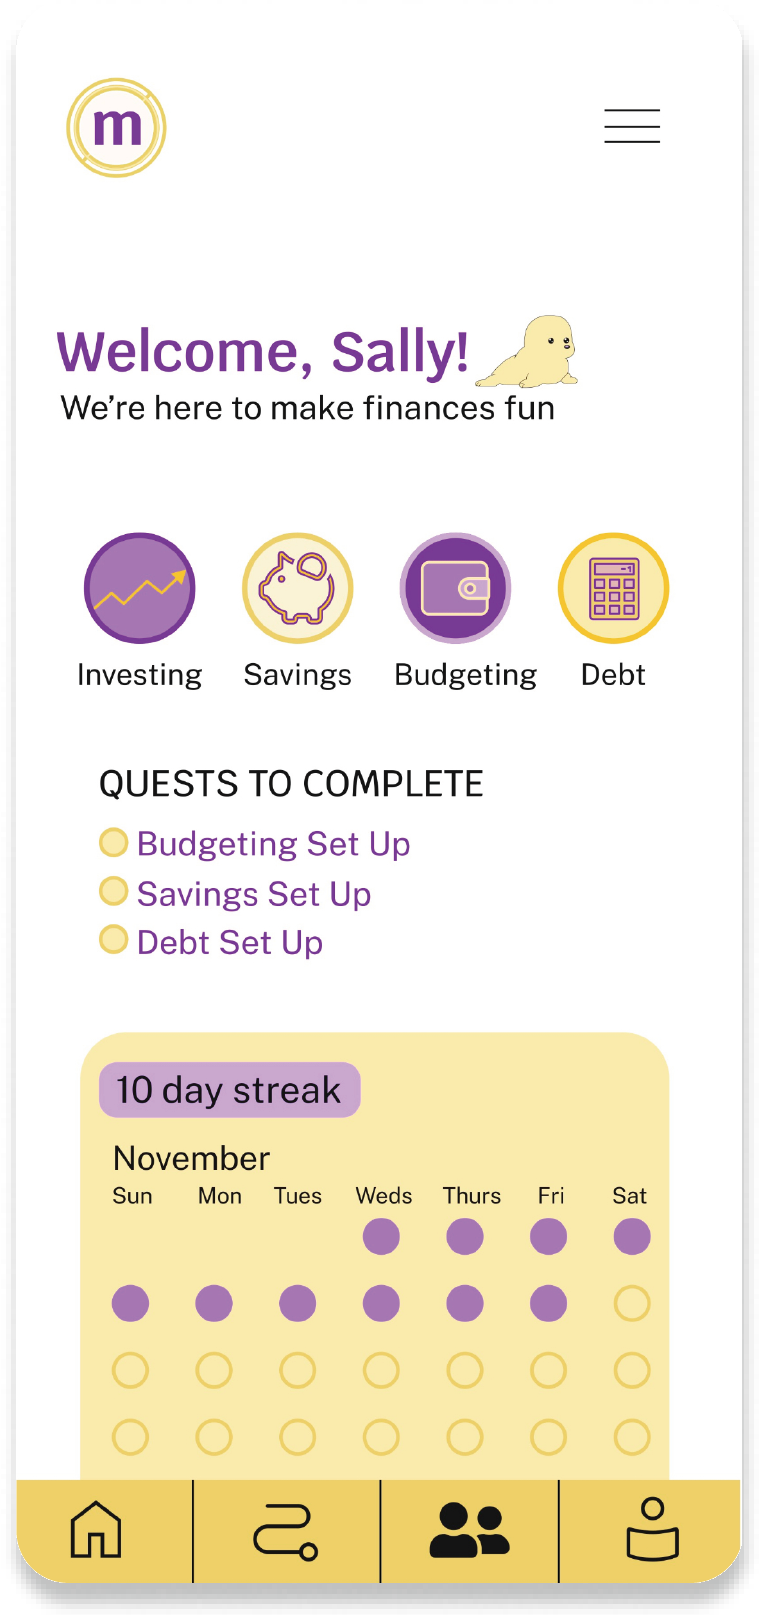 m
Welcome, Sally!
We're here to make finances fun
-1
Investing Savings Budgeting Debt
QUESTS TO COMPLETE
Budgeting Set Up
Savings Set Up
Debt Set Up
10 day streak
November
Sun Mon Tues Weds Thurs Fri Sat